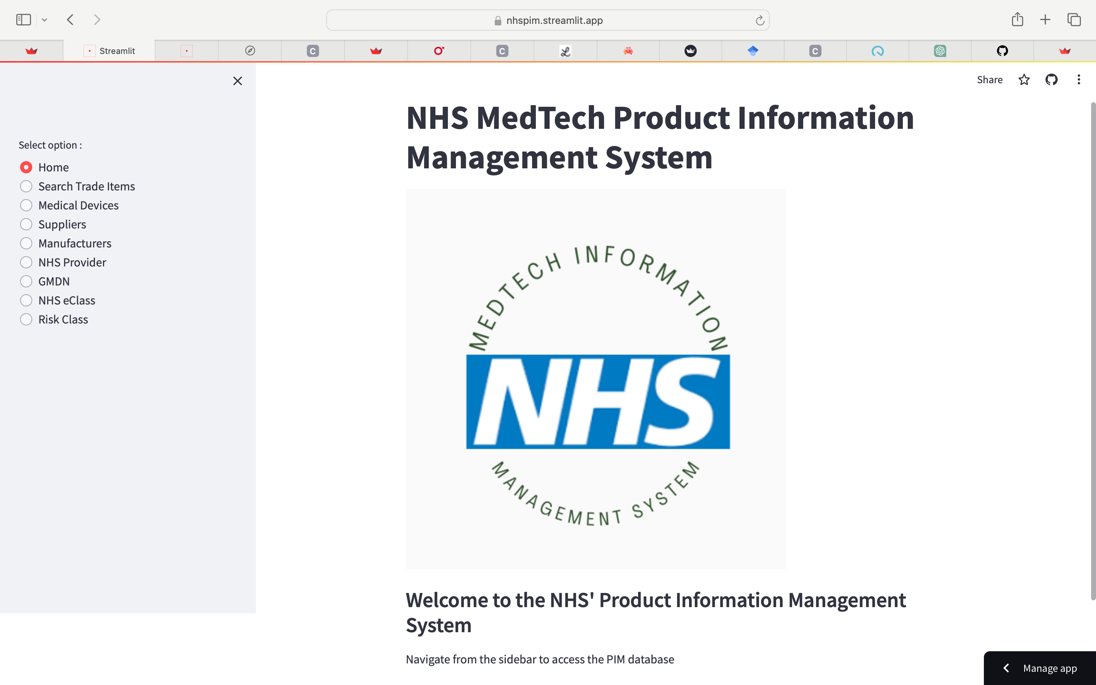 nhspim.streamlit.app
Streamlit
C
C
C
Share
Select option :
Home
Search Trade Items
Medical Devices
Suppliers
Manufacturers
NHS Provider
GMDN
NHS eClass
Risk Class
NHS MedTech Product Information
Management System
MEDTECH INFORMATION
NHS
MANAGEMENT SYSTEM
Welcome to the NHS' Product Information Management
System
Navigate from the sidebar to access the PIM database
Manage app